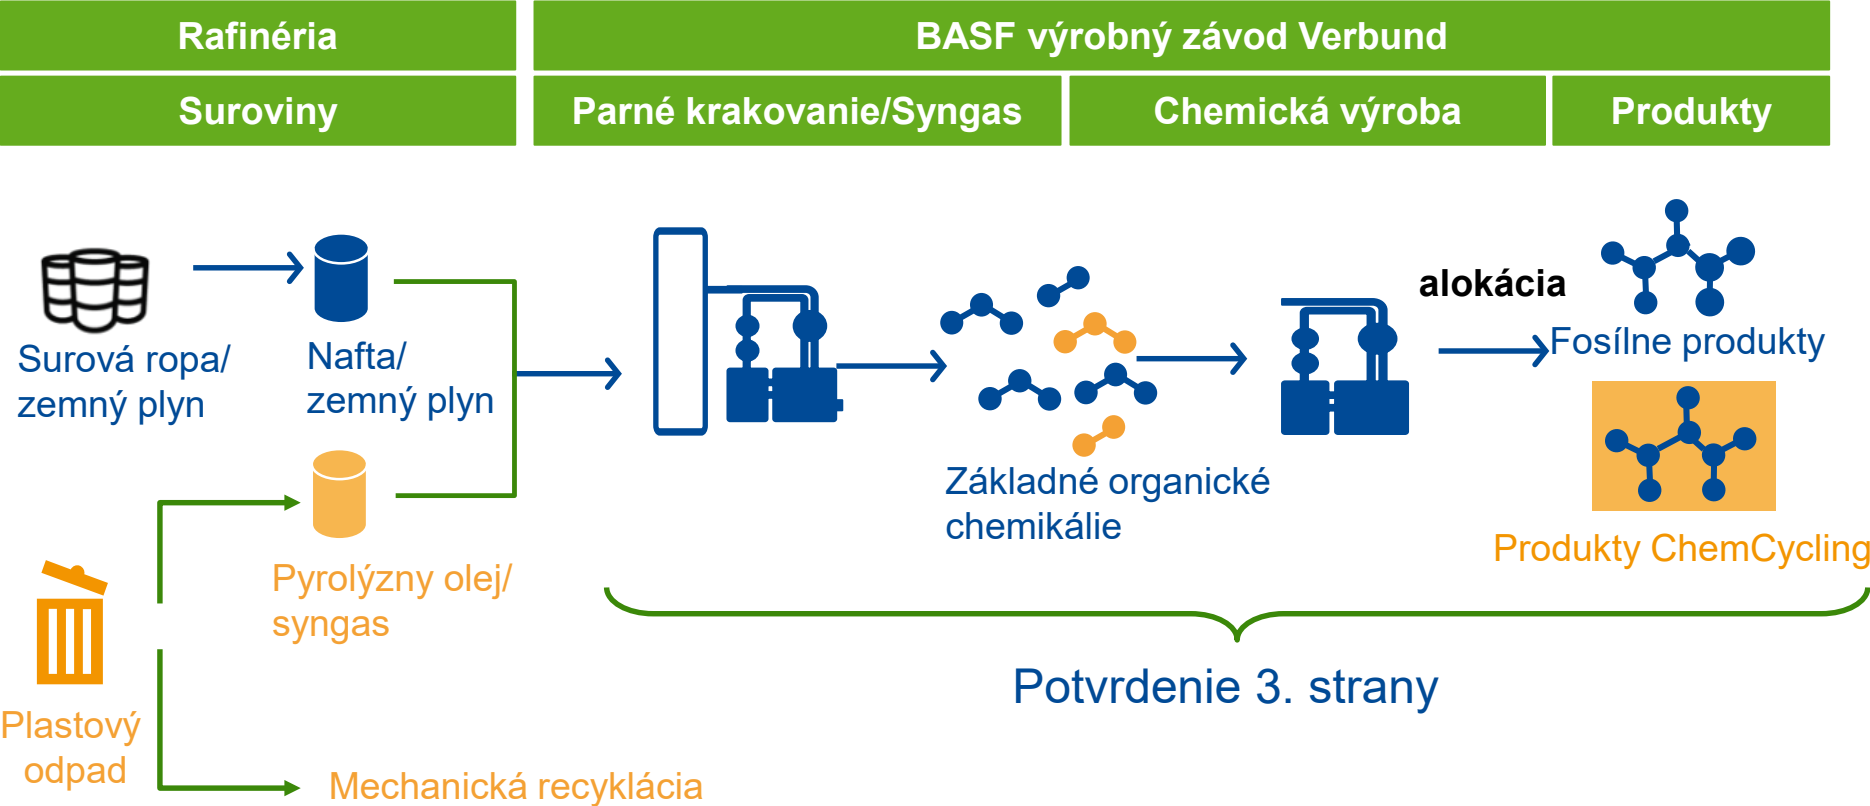 Rafinéria
BASF výrobný závod Verbund
Suroviny
Parné krakovanie/Syngas
Chemická výroba
Produkty
Surová ropa/
zemný plyn
Nafta/
zemný plyn
alokácia
Fosílne produkty
Základné organické
chemikálie
Produkty ChemCycling
Pyrolýzny olej/
syngas
Plastový
odpad
Potvrdenie 3. strany
Mechanická recyklácia